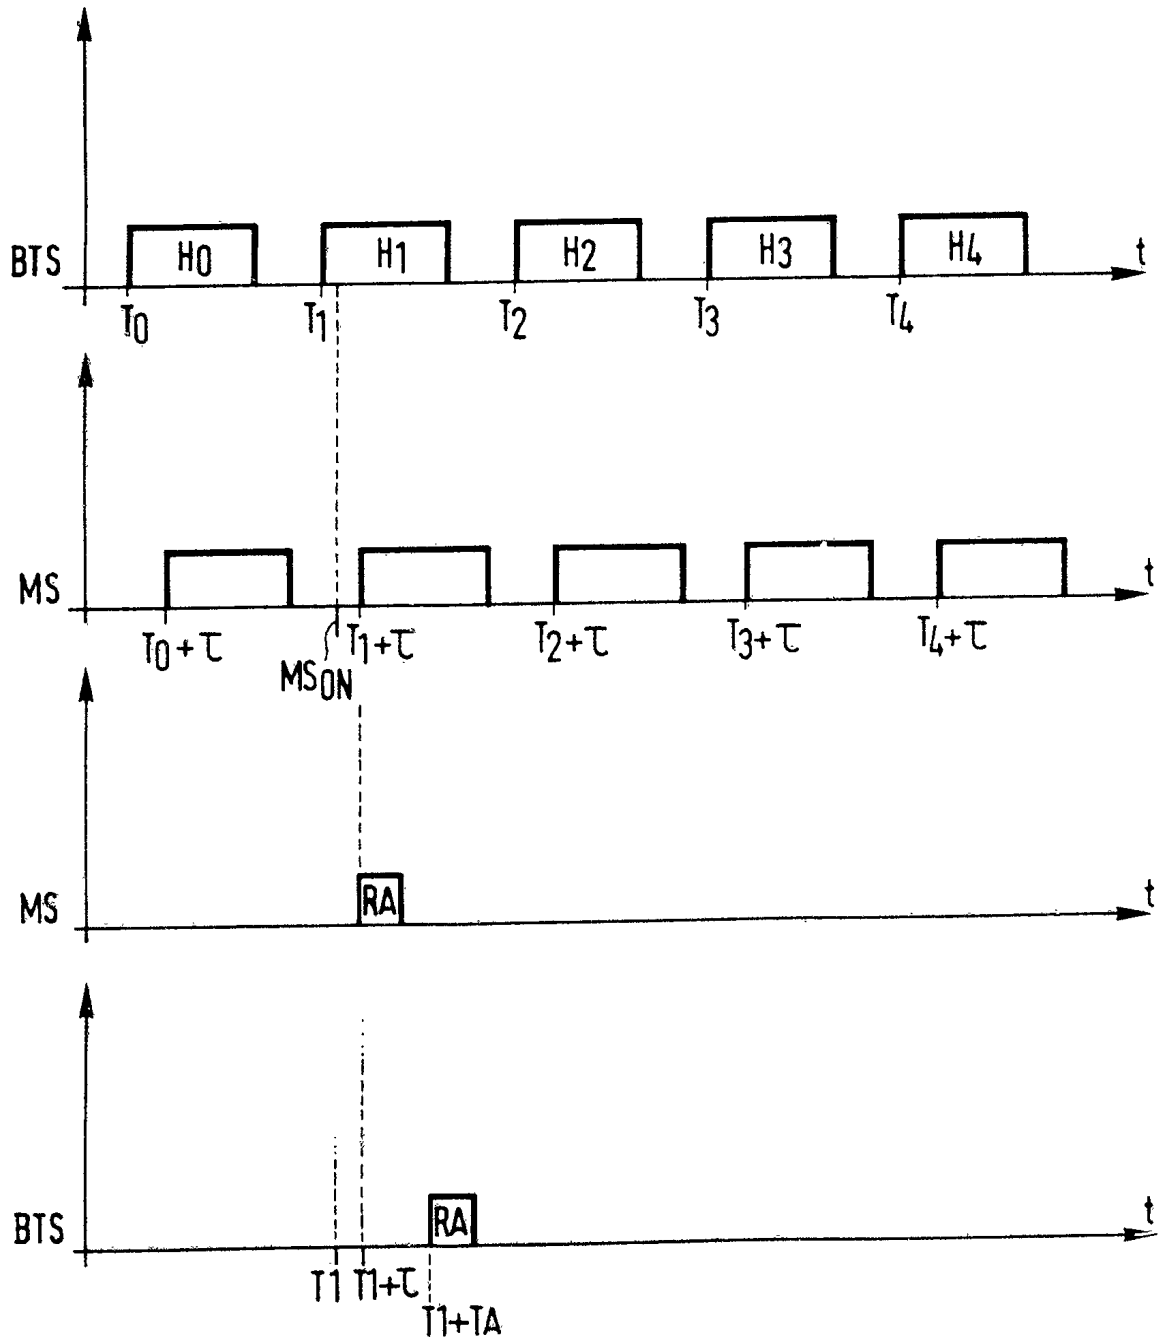 H0 H1 H2 H3 H4
BTS t
T0 T1 T2 T3 T4
MS t
T0+τ T1+τ T2+τ T3+τ T4+τ
MSON
RA
MS t
RA
BTS t
T1 T1+τ
T1+TA